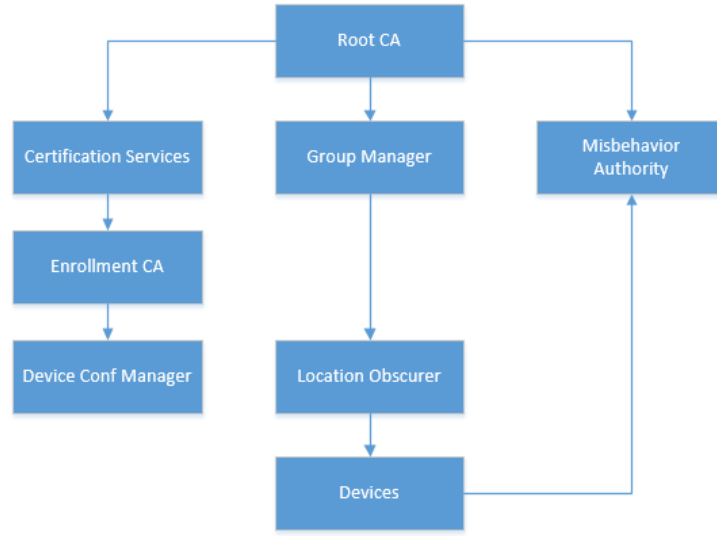 Root CA
Certification Services
Group Manager
Misbehavior
Authority
Enrollment CA
Device Conf Manager
Location Obscurer
Devices